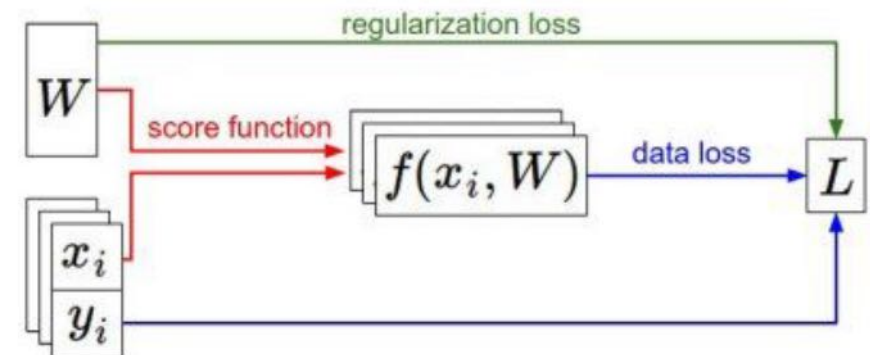 regularization loss
W
score function
f(x_i, W)
data loss
L
x_i
y_i